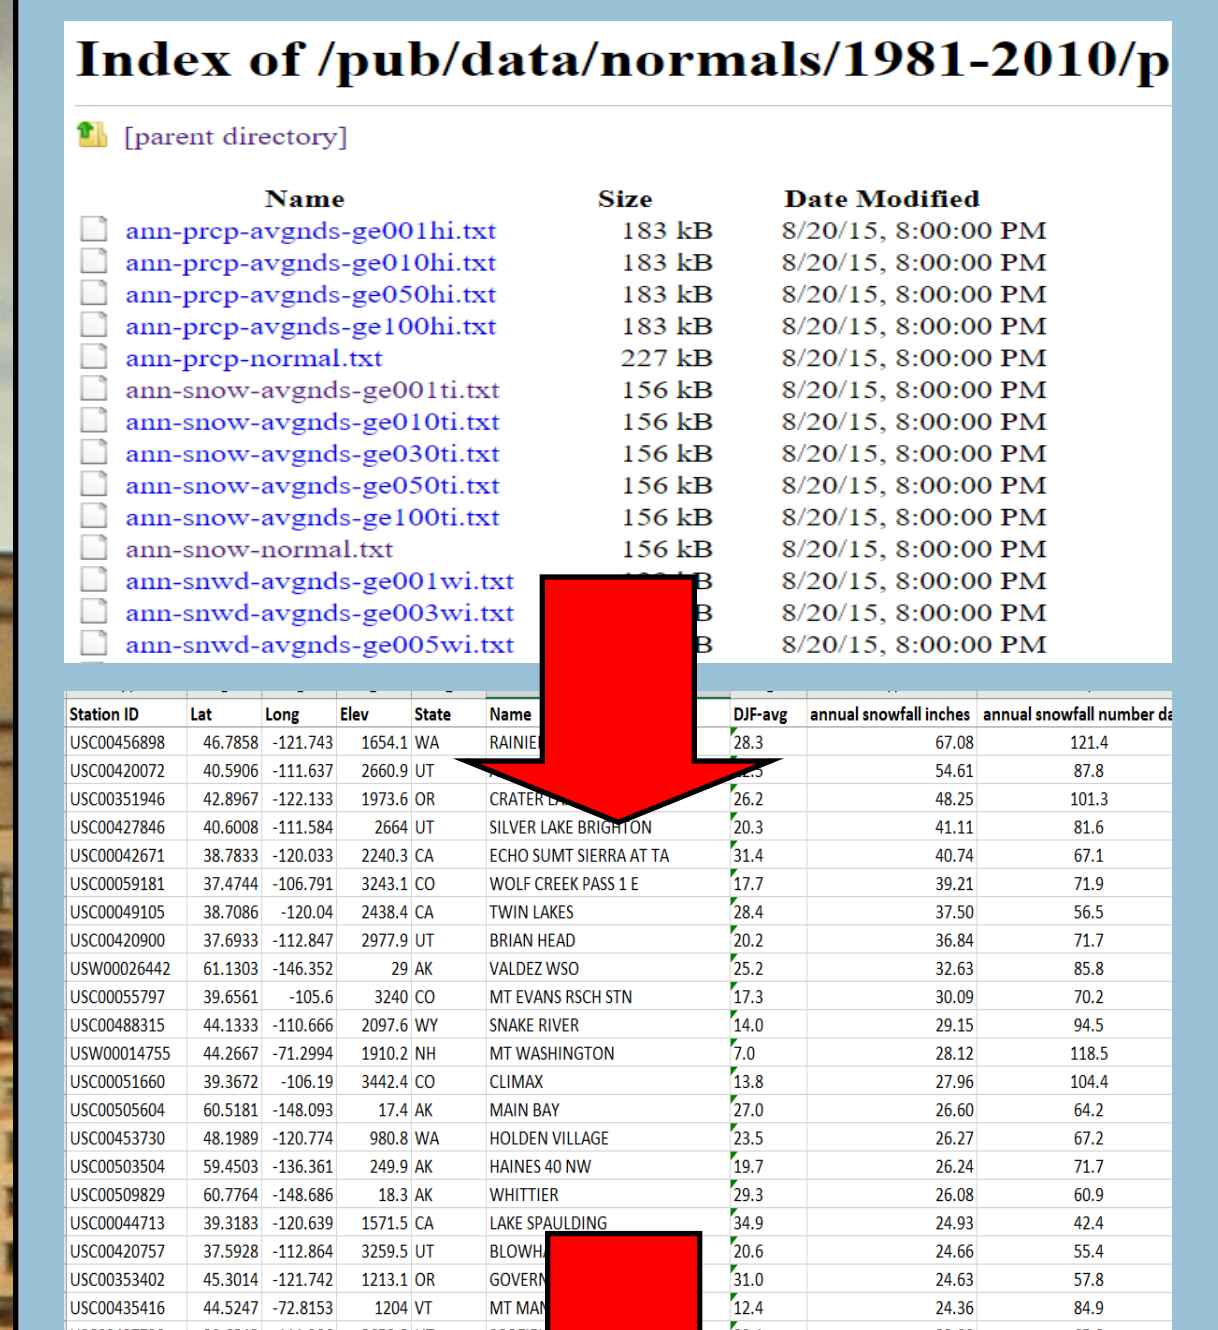 Index of /pub/data/normals/1981-2010/p
[parent directory]
Name Size Date Modified
ann-prcp-avgnds-ge001hi.txt 183 kB 8/20/15, 8:00:00 PM
ann-prcp-avgnds-ge010hi.txt 183 kB 8/20/15, 8:00:00 PM
ann-prcp-avgnds-ge050hi.txt 183 kB 8/20/15, 8:00:00 PM
ann-prcp-avgnds-ge100hi.txt 183 kB 8/20/15, 8:00:00 PM
ann-prcp-normal.txt 227 kB 8/20/15, 8:00:00 PM
ann-snow-avgnds-ge001ti.txt 156 kB 8/20/15, 8:00:00 PM
ann-snow-avgnds-ge010ti.txt 156 kB 8/20/15, 8:00:00 PM
ann-snow-avgnds-ge030ti.txt 156 kB 8/20/15, 8:00:00 PM
ann-snow-avgnds-ge050ti.txt 156 kB 8/20/15, 8:00:00 PM
ann-snow-avgnds-ge100ti.txt 156 kB 8/20/15, 8:00:00 PM
ann-snow-normal.txt 156 kB 8/20/15, 8:00:00 PM
ann-snwd-avgnds-ge001wi.txt B 8/20/15, 8:00:00 PM
ann-snwd-avgnds-ge003wi.txt B 8/20/15, 8:00:00 PM
ann-snwd-avgnds-ge005wi.txt B 8/20/15, 8:00:00 PM
Station ID Lat Long Elev State Name DJF-avg annual snowfall inches annual snowfall number da
USC00456898 46.7858 -121.743 1654.1 WA RAINIE 28.3 67.08 121.4
USC00420072 40.5906 -111.637 2660.9 UT 54.61 87.8
USC00351946 42.8967 -122.133 1973.6 OR CRATER 26.2 48.25 101.3
USC00427846 40.6008 -111.584 2664 UT SILVER LAKE BRIGHTON 20.3 41.11 81.6
USC00042671 38.7833 -120.033 2240.3 CA ECHO SUMT SIERRA AT TA 31.4 40.74 67.1
USC00059181 37.4744 -106.791 3243.1 CO WOLF CREEK PASS 1 E 17.7 39.21 71.9
USC00049105 38.7086 -120.04 2438.4 CA TWIN LAKES 28.4 37.50 56.5
USC00420900 37.6933 -112.847 2977.9 UT BRIAN HEAD 20.2 36.84 71.7
USW00026442 61.1303 -146.352 29 AK VALDEZ WSO 25.2 32.63 85.8
USC00055797 39.6561 -105.6 3240 CO MT EVANS RSCH STN 17.3 30.09 70.2
USC00488315 44.1333 -110.666 2097.6 WY SNAKE RIVER 14.0 29.15 94.5
USW00014755 44.2667 -71.2994 1910.2 NH MT WASHINGTON 7.0 28.12 118.5
USC00051660 39.3672 -106.19 3442.4 CO CLIMAX 13.8 27.96 104.4
USC00505604 60.5181 -148.093 17.4 AK MAIN BAY 27.0 26.60 64.2
USC00453730 48.1989 -120.774 980.8 WA HOLDEN VILLAGE 23.5 26.27 67.2
USC00503504 59.4503 -136.361 249.9 AK HAINES 40 NW 19.7 26.24 71.7
USC00509829 60.7764 -148.686 18.3 AK WHITTIER 29.3 26.08 60.9
USC00044713 39.3183 -120.639 1571.5 CA LAKE SPAULDING 34.9 24.93 42.4
USC00420757 37.5928 -112.864 3259.5 UT BLOWH 20.6 24.66 55.4
USC00353402 45.3014 -121.742 1213.1 OR GOVERN 31.0 24.63 57.8
USC00435416 44.5247 -72.8153 1204 VT MT MAN 12.4 24.36 84.9